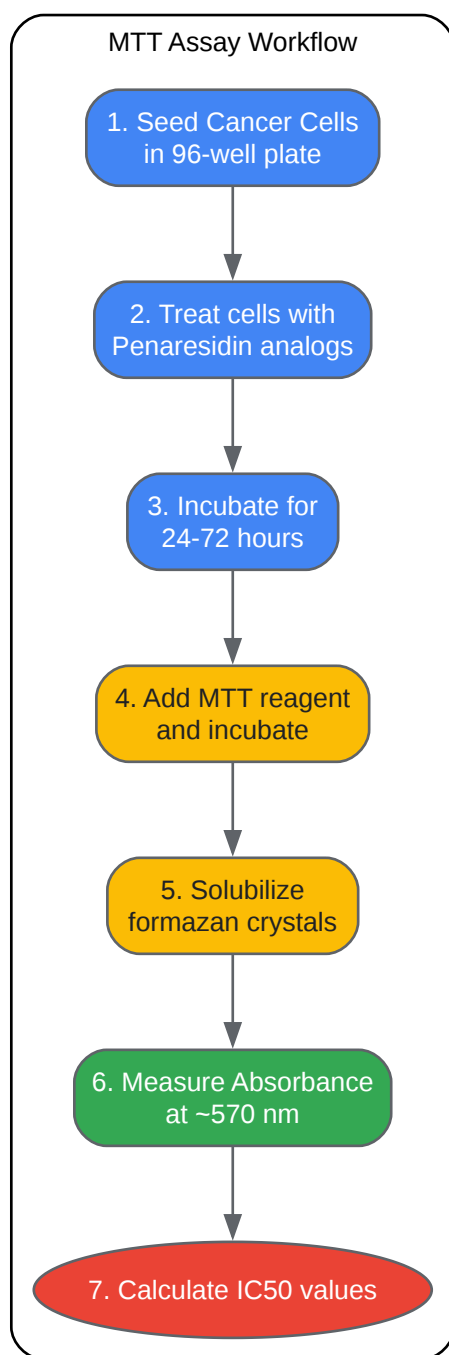 MTT Assay Workflow
1. Seed Cancer Cells
in 96-well plate
2. Treat cells with
Penaresidin analogs
3. Incubate for
24-72 hours
4. Add MTT reagent
and incubate
5. Solubilize
formazan crystals
6. Measure Absorbance
at ~570 nm
7. Calculate IC50 values